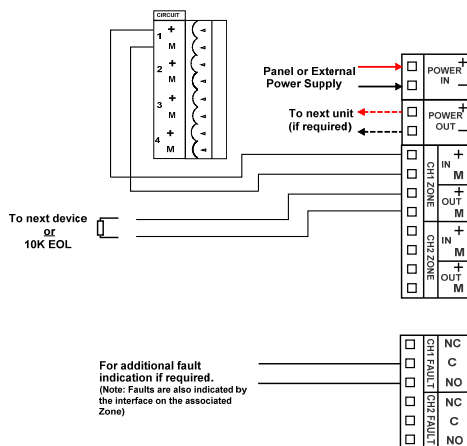 CIRCUIT
1 +
M
2 +
M
3 +
M
4 +
M
Panel or External
Power Supply
To next unit
(if required)
To next device
or
10K EOL
POWER +
IN –
POWER +
OUT –
CH1 ZONE
IN +
M
OUT +
M
CH2 ZONE
IN +
M
OUT +
M
For additional fault
indication if required.
(Note: Faults are also indicated by
the interface on the associated
Zone)
CH1 FAULT
NC
C
NO
CH2 FAULT
NC
C
NO